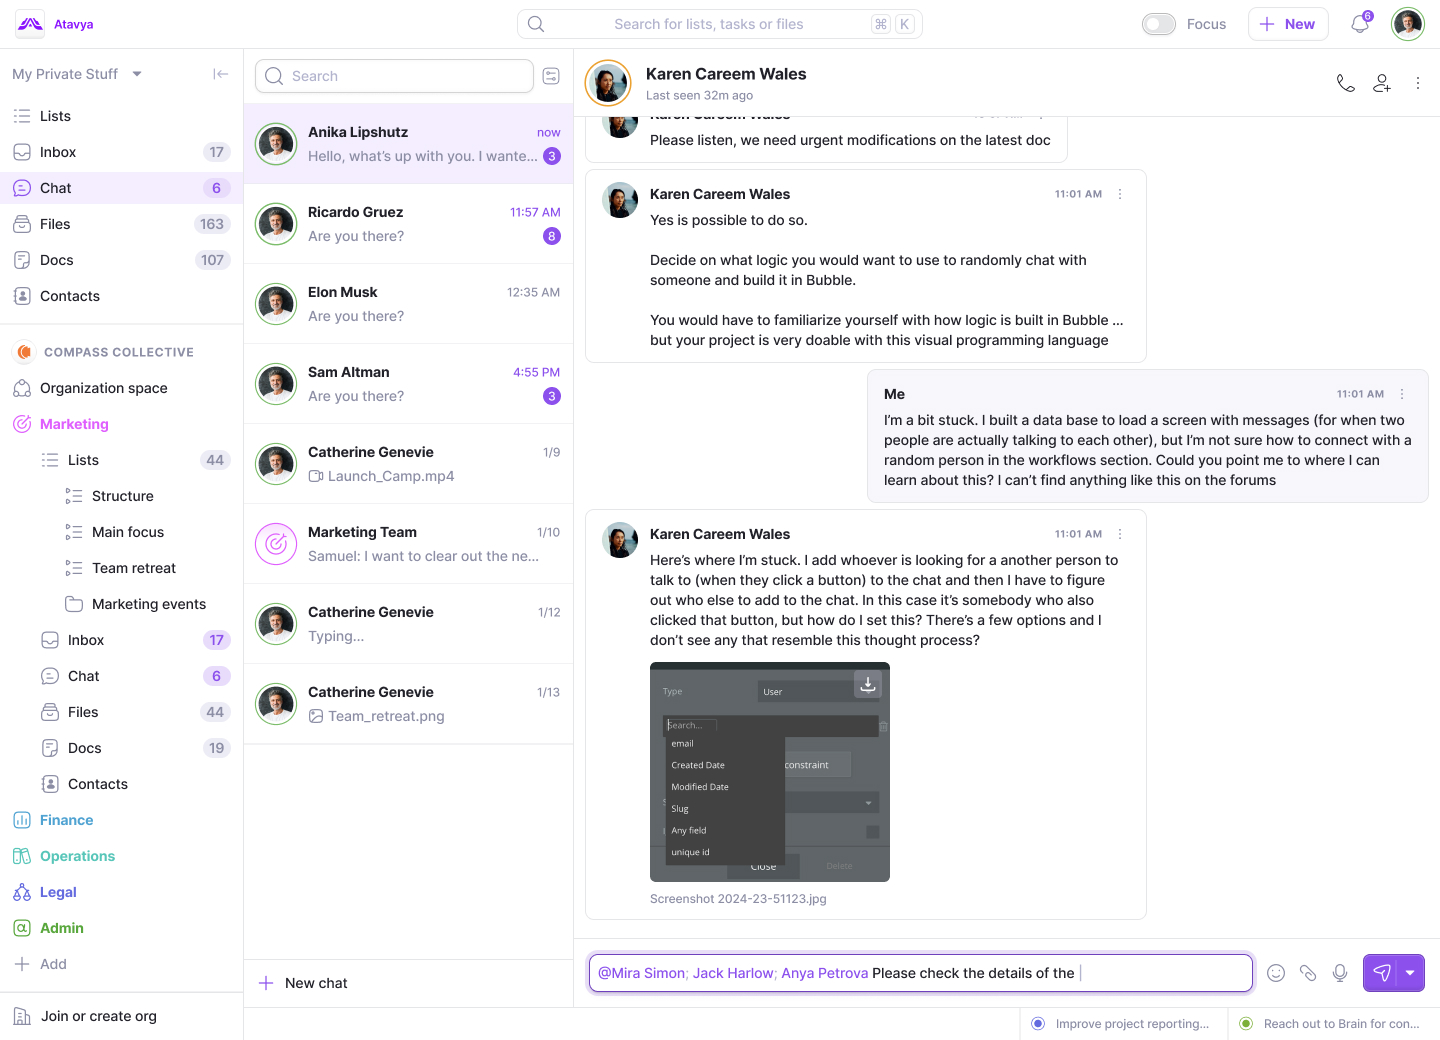 Atavya
Search for lists, tasks or files
⌘ K
Focus
New
6
My Private Stuff
Lists
Inbox 17
Chat 6
Files 163
Docs 107
Contacts
COMPASS COLLECTIVE
Organization space
Marketing
Lists 44
Structure
Main focus
Team retreat
Marketing events
Inbox 17
Chat 6
Files 44
Docs 19
Contacts
Finance
Operations
Legal
Admin
Add
Join or create org
Search
Anika Lipshutz now
Hello, what’s up with you. I wante... 3
Ricardo Gruez 11:57 AM
Are you there? 8
Elon Musk 12:35 AM
Are you there?
Sam Altman 4:55 PM
Are you there? 3
Catherine Genevie 1/9
Launch_Camp.mp4
Marketing Team 1/10
Samuel: I want to clear out the ne...
Catherine Genevie 1/12
Typing...
Catherine Genevie 1/13
Team_retreat.png
New chat
Karen Careem Wales
Last seen 32m ago
Karen Careem Wales
Please listen, we need urgent modifications on the latest doc
Karen Careem Wales 11:01 AM
Yes is possible to do so.
Decide on what logic you would want to use to randomly chat with
someone and build it in Bubble.
You would have to familiarize yourself with how logic is built in Bubble ...
but your project is very doable with this visual programming language
Me 11:01 AM
I’m a bit stuck. I built a data base to load a screen with messages (for when two
people are actually talking to each other), but I’m not sure how to connect with a
random person in the workflows section. Could you point me to where I can
learn about this? I can’t find anything like this on the forums
Karen Careem Wales 11:01 AM
Here’s where I’m stuck. I add whoever is looking for a another person to
talk to (when they click a button) to the chat and then I have to figure
out who else to add to the chat. In this case it’s somebody who also
clicked that button, but how do I set this? There’s a few options and I
don’t see any that resemble this thought process?
Type User
Search...
email
Created Date
constraint
Modified Date
Slug
Any field
unique id
Close Delete
Screenshot 2024-23-51123.jpg
@Mira Simon; Jack Harlow; Anya Petrova Please check the details of the
Improve project reporting...
Reach out to Brain for con...